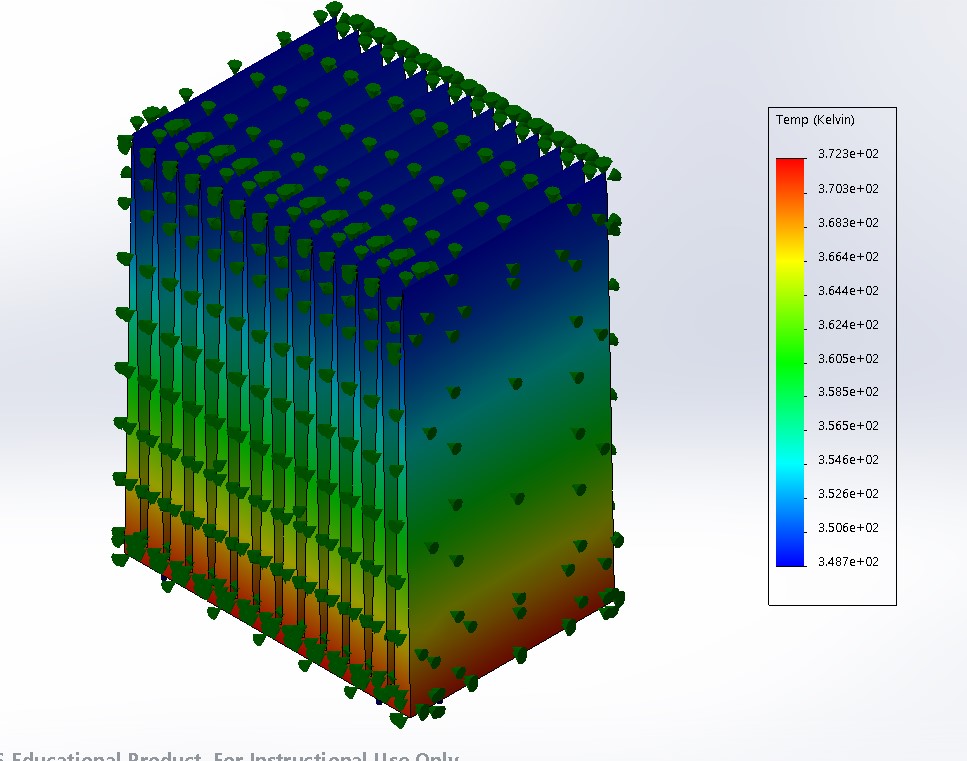 Temp (Kelvin)
3.723e+02
3.703e+02
3.683e+02
3.664e+02
3.644e+02
3.624e+02
3.605e+02
3.585e+02
3.565e+02
3.546e+02
3.526e+02
3.506e+02
3.487e+02
S Educational Product. For Instructional Use Only.